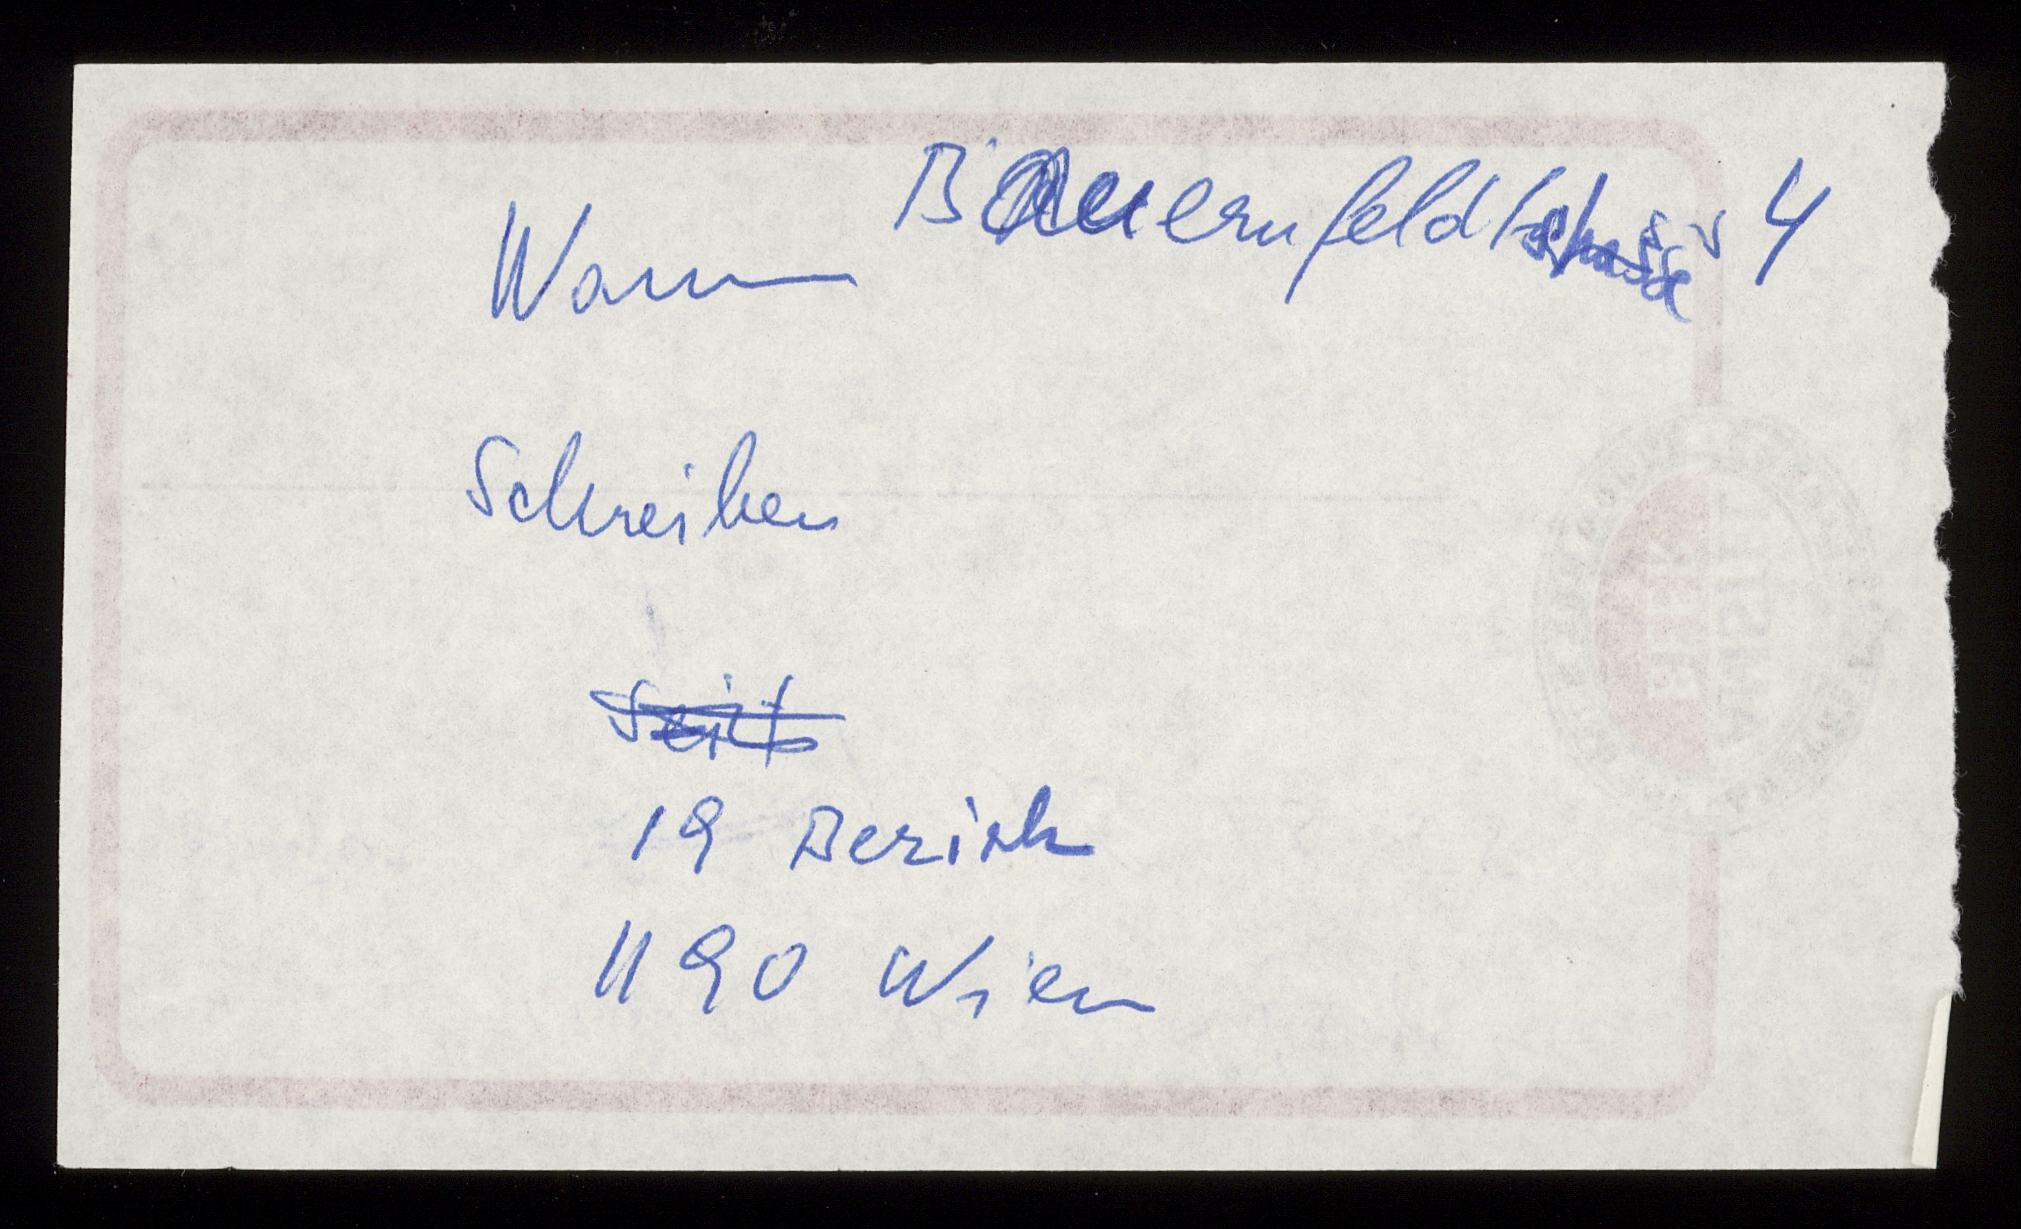 Bauernfeldgasse 4
Wann
Schreiben
19 Bezirk
1190 Wien